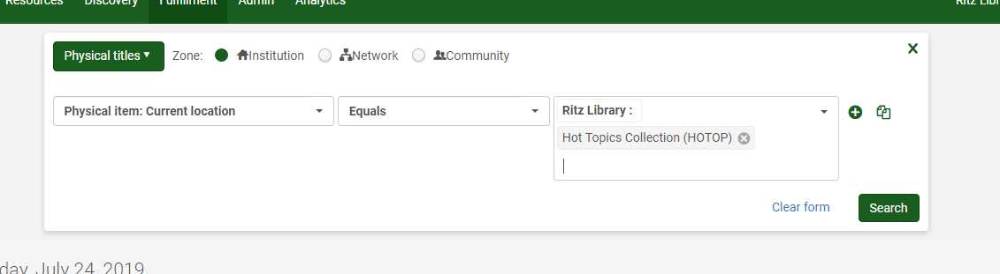 Resources Discovery Fulfillment Admin Analytics Ritz Libr
Physical titles Zone: Institution Network Community
Physical item: Current location Equals Ritz Library :
Hot Topics Collection (HOTOP)
Clear form Search
day, July 24, 2019